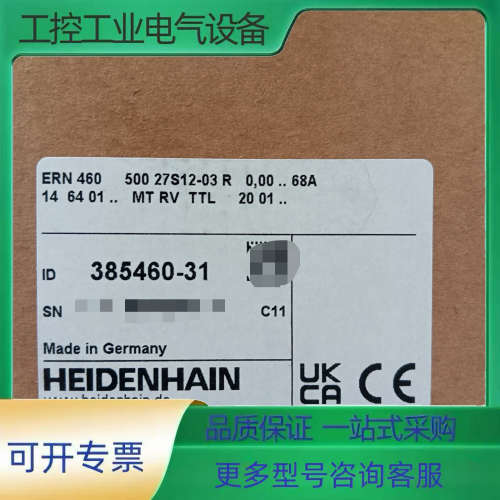 工控工业电气设备
ERN 460 500 27S12-03 R 0,00 .. 68A
14 64 01 .. MT RV TTL 20 01 ..
ID 385460-31
SN C11
Made in Germany
HEIDENHAIN
UK CA CE
www.heidenhain.de
品质保证 一站式采购
可开专票
更多型号咨询客服